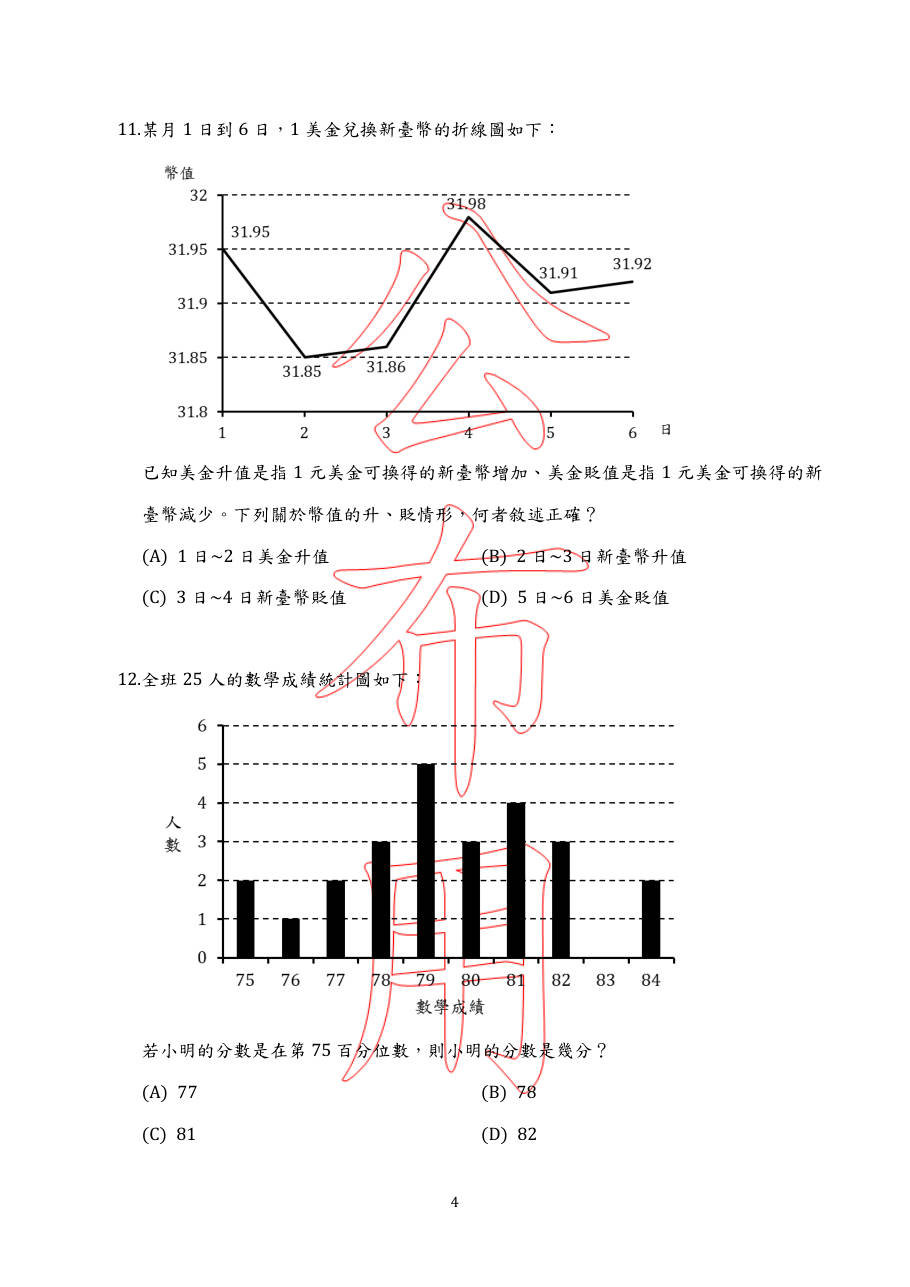 11.某月 1 日到 6 日，1 美金兌換新臺幣的折線圖如下：
幣值
32
31.98
31.95
31.95
31.92
31.91
31.9
31.85
31.86
31.85
31.8
1 2 3 4 5 6 日
已知美金升值是指 1 元美金可換得的新臺幣增加、美金貶值是指 1 元美金可換得的新
臺幣減少。下列關於幣值的升、貶情形，何者敘述正確？
(A) 1 日~2 日美金升值 (B) 2 日~3 日新臺幣升值
(C) 3 日~4 日新臺幣貶值 (D) 5 日~6 日美金貶值
12.全班 25 人的數學成績統計圖如下：
6
5
4
人
數
3
2
1
0
75 76 77 78 79 80 81 82 83 84
數學成績
若小明的分數是在第 75 百分位數，則小明的分數是幾分？
(A) 77 (B) 78
(C) 81 (D) 82
4
公
布
用